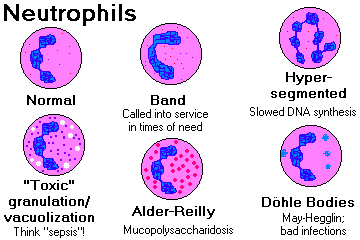 Neutrophils
Normal
Band
Called into service
in times of need
Hyper-
segmented
Slowed DNA synthesis
"Toxic"
granulation/
vacuolization
Think "sepsis"!
Alder-Reilly
Mucopolysaccharidosis
Döhle Bodies
May-Hegglin;
bad infections